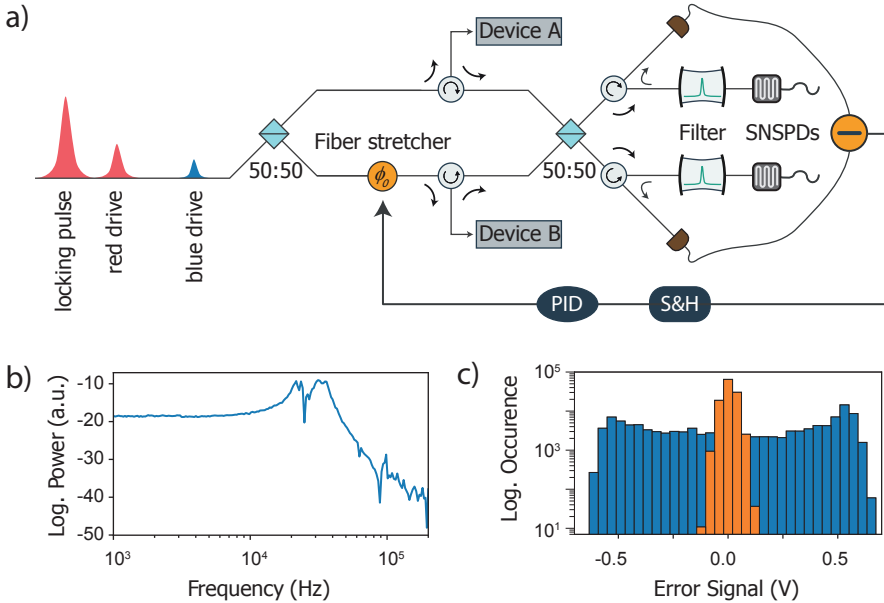 a)
Device A
Fiber stretcher
50:50
ϕ₀
50:50
Filter
SNSPDs
Device B
locking pulse
red drive
blue drive
PID
S&H
b)
Log. Power (a.u.)
-10
-20
-30
-40
-50
10³
10⁴
10⁵
Frequency (Hz)
c)
Log. Occurence
10⁵
10³
10¹
-0.5
0.0
0.5
Error Signal (V)